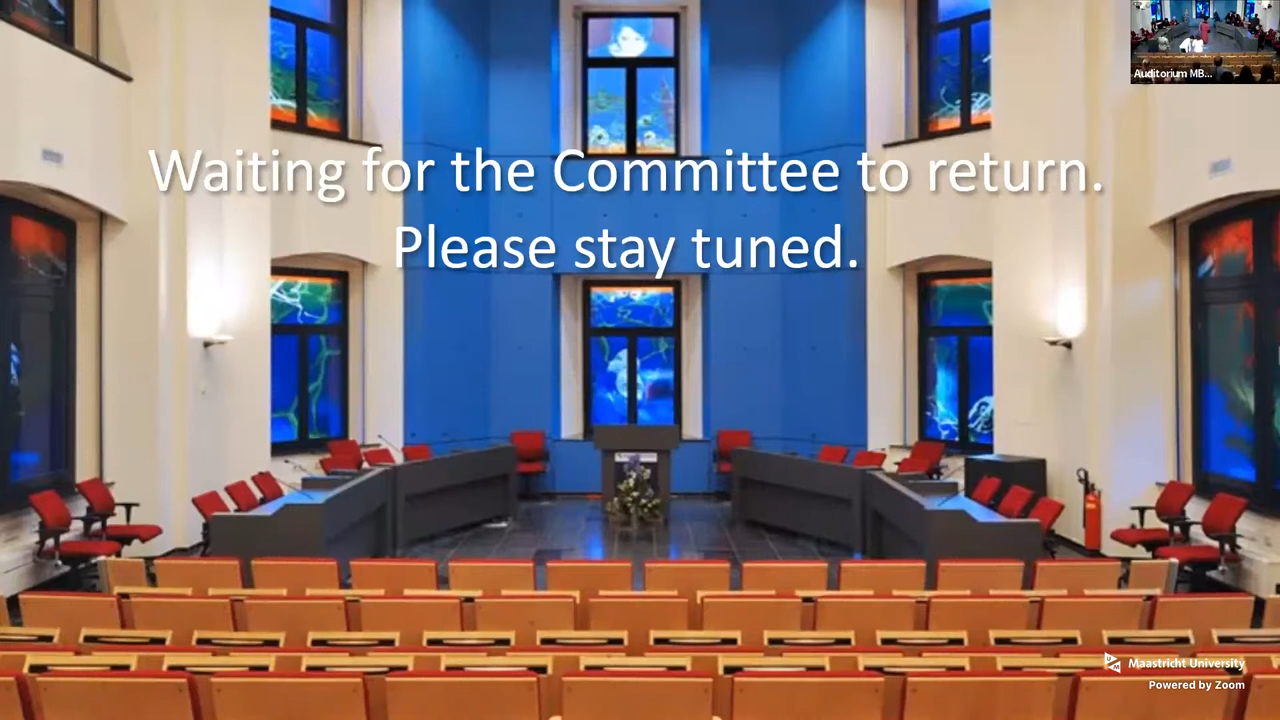 Auditorium MB...
Waiting for the Committee to return.
Please stay tuned.
Maastricht University
Powered by Zoom